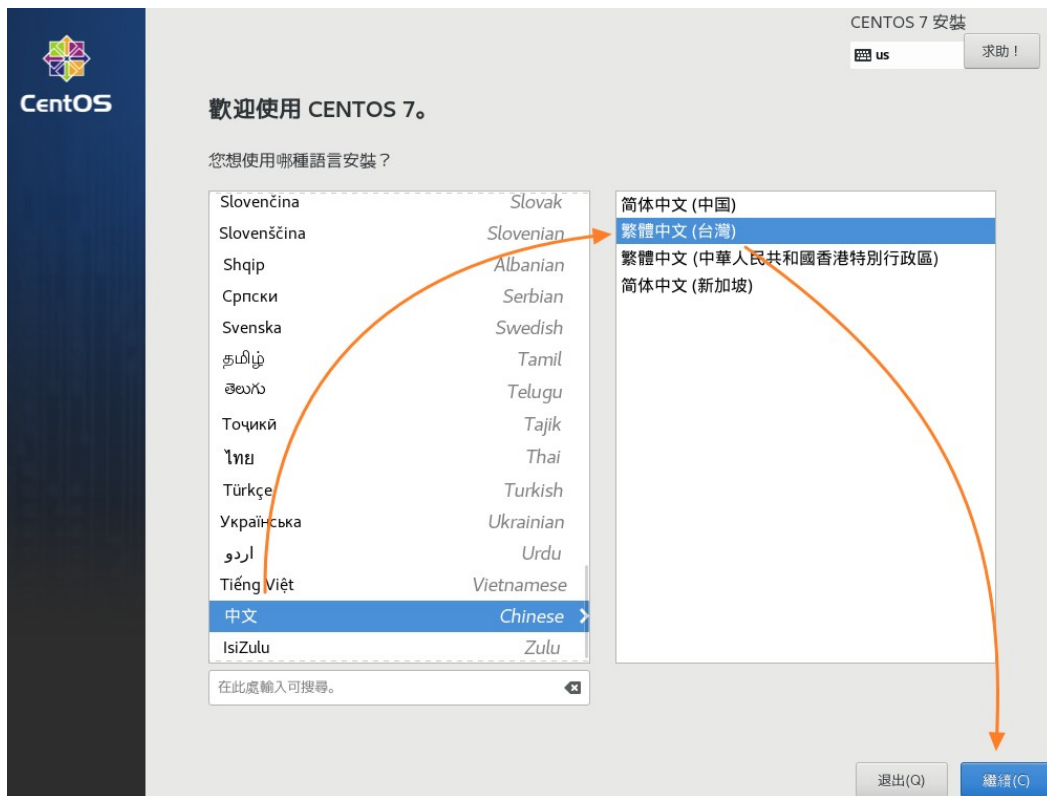 CENTOS 7 安裝
us
求助！
CentOS
歡迎使用 CENTOS 7。
您想使用哪種語言安裝？
Slovenčina Slovak
Slovenščina Slovenian
Shqip Albanian
Српски Serbian
Svenska Swedish
தமிழ் Tamil
తెలుగు Telugu
Тоҷикӣ Tajik
ไทย Thai
Türkçe Turkish
Українська Ukrainian
اردو Urdu
Tiếng Việt Vietnamese
中文 Chinese
IsiZulu Zulu
简体中文 (中国)
繁體中文 (台灣)
繁體中文 (中華人民共和國香港特別行政區)
简体中文 (新加坡)
在此處輸入可搜尋。
退出(Q)
繼續(C)